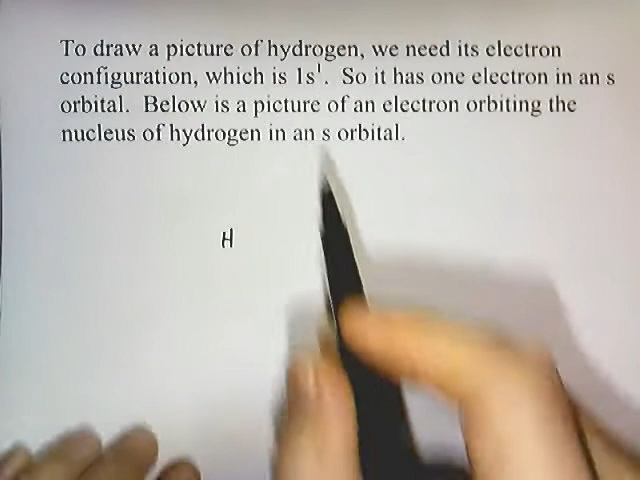 To draw a picture of hydrogen, we need its electron
configuration, which is 1s¹. So it has one electron in an s
orbital. Below is a picture of an electron orbiting the
nucleus of hydrogen in an s orbital.
H